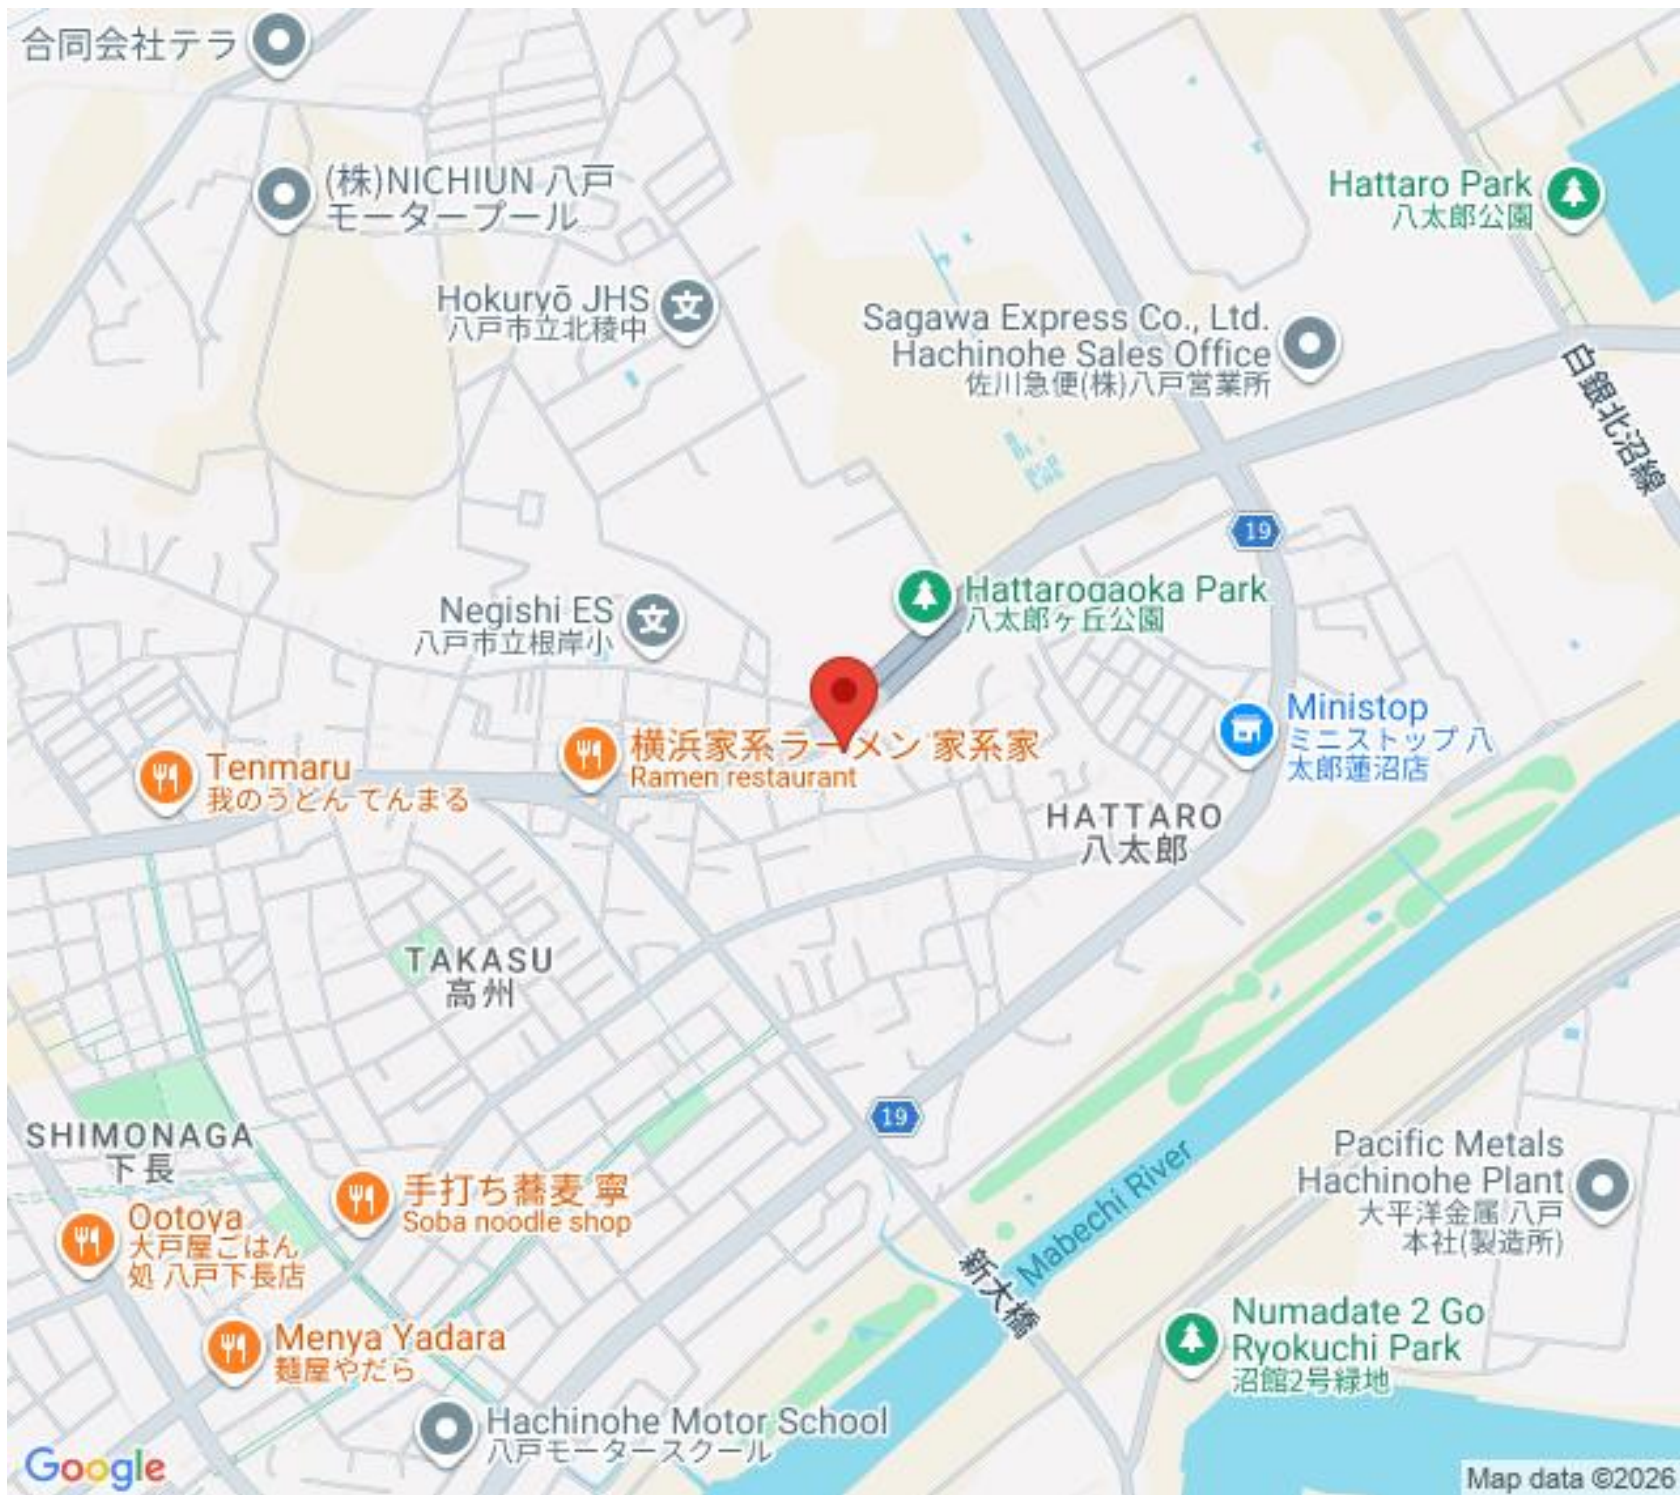 合同会社テラ
(株)NICHIUN 八戸
モータープール
Hattaro Park
八太郎公園
Hokuryō JHS
八戸市立北稜中
Sagawa Express Co., Ltd.
Hachinohe Sales Office
佐川急便(株)八戸営業所
白銀北沼線
19
Hattarogaoka Park
八太郎ヶ丘公園
Negishi ES
八戸市立根岸小
横浜家系ラーメン 家系家
Ramen restaurant
Ministop
ミニストップ 八
太郎蓮沼店
Tenmaru
我のうどん てんまる
HATTARO
八太郎
TAKASU
高州
19
SHIMONAGA
下長
Pacific Metals
Hachinohe Plant
大平洋金属 八戸
本社(製造所)
Mabechi River
新大橋
手打ち蕎麦 寧
Soba noodle shop
Ootoya
大戸屋ごはん
処 八戸下長店
Numadate 2 Go
Ryokuchi Park
沼館2号緑地
Menya Yadara
麺屋やだら
Hachinohe Motor School
八戸モータースクール
Google
Map data ©2026